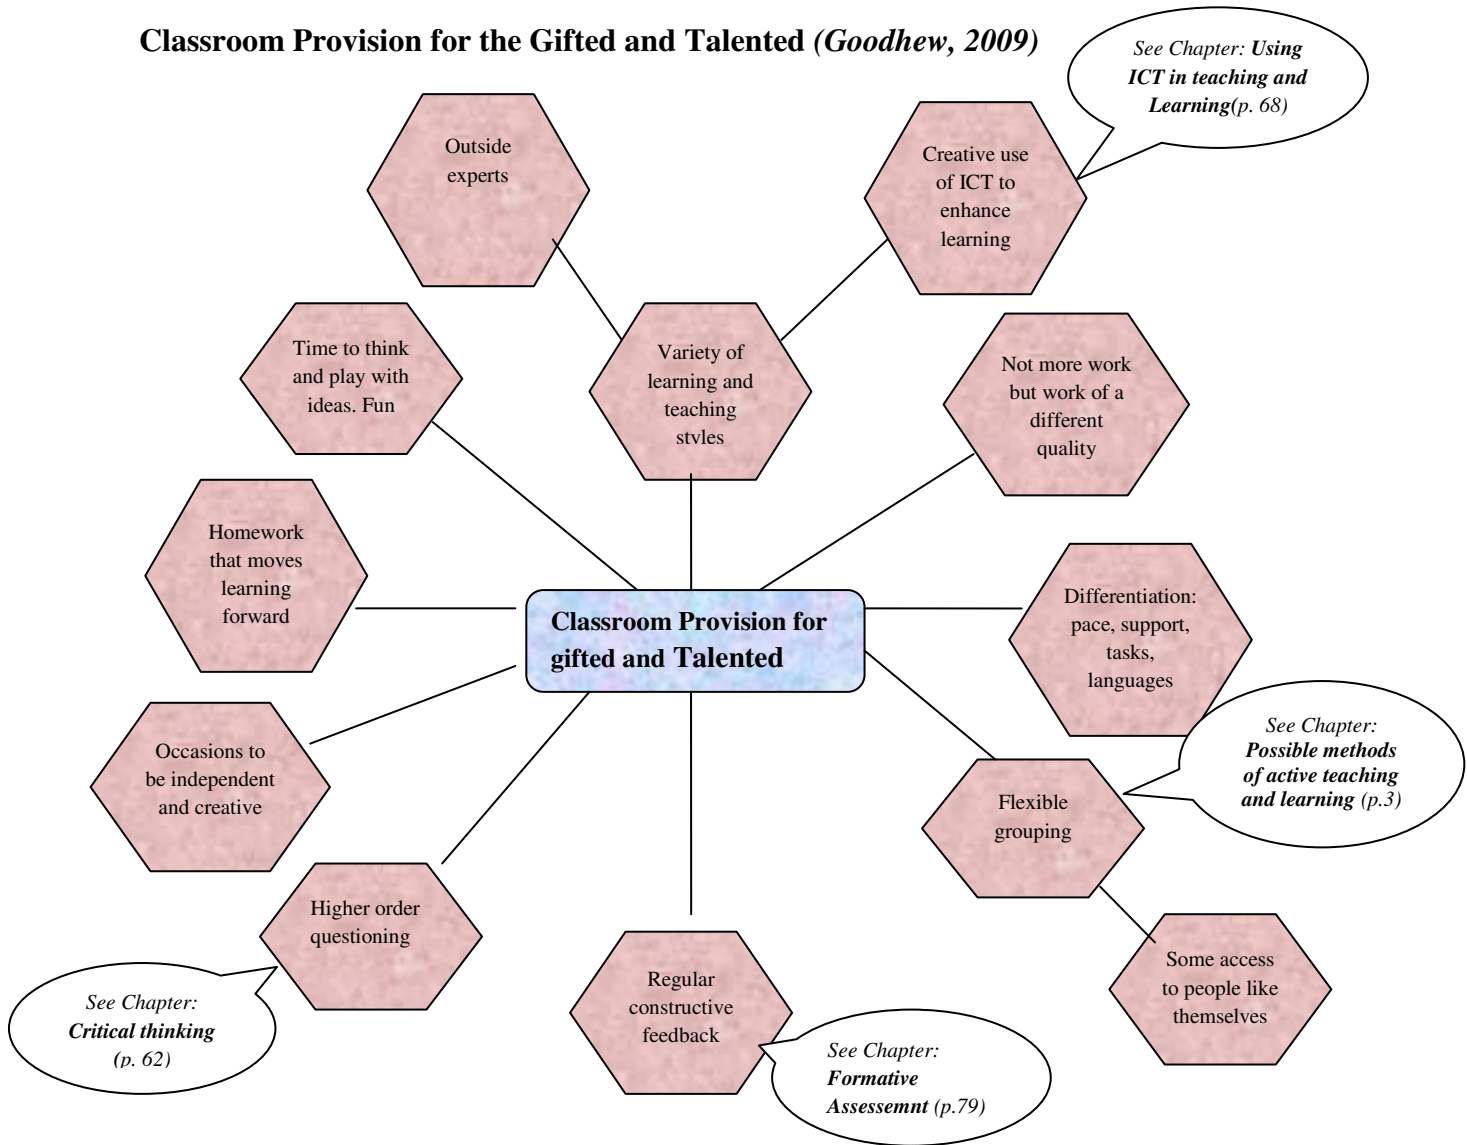 Classroom Provision for the Gifted and Talented (Goodhew, 2009)
See Chapter: Using
ICT in teaching and
Learning(p. 68)
Outside
experts
Creative use
of ICT to
enhance
learning
Time to think
and play with
ideas. Fun
Variety of
learning and
teaching
styles
Not more work
but work of a
different
quality
Homework
that moves
learning
forward
Classroom Provision for
gifted and Talented
Differentiation:
pace, support,
tasks,
languages
See Chapter:
Possible methods
of active teaching
and learning (p.3)
Occasions to
be independent
and creative
Flexible
grouping
Higher order
questioning
See Chapter:
Critical thinking
(p. 62)
Regular
constructive
feedback
See Chapter:
Formative
Assessemnt (p.79)
Some access
to people like
themselves